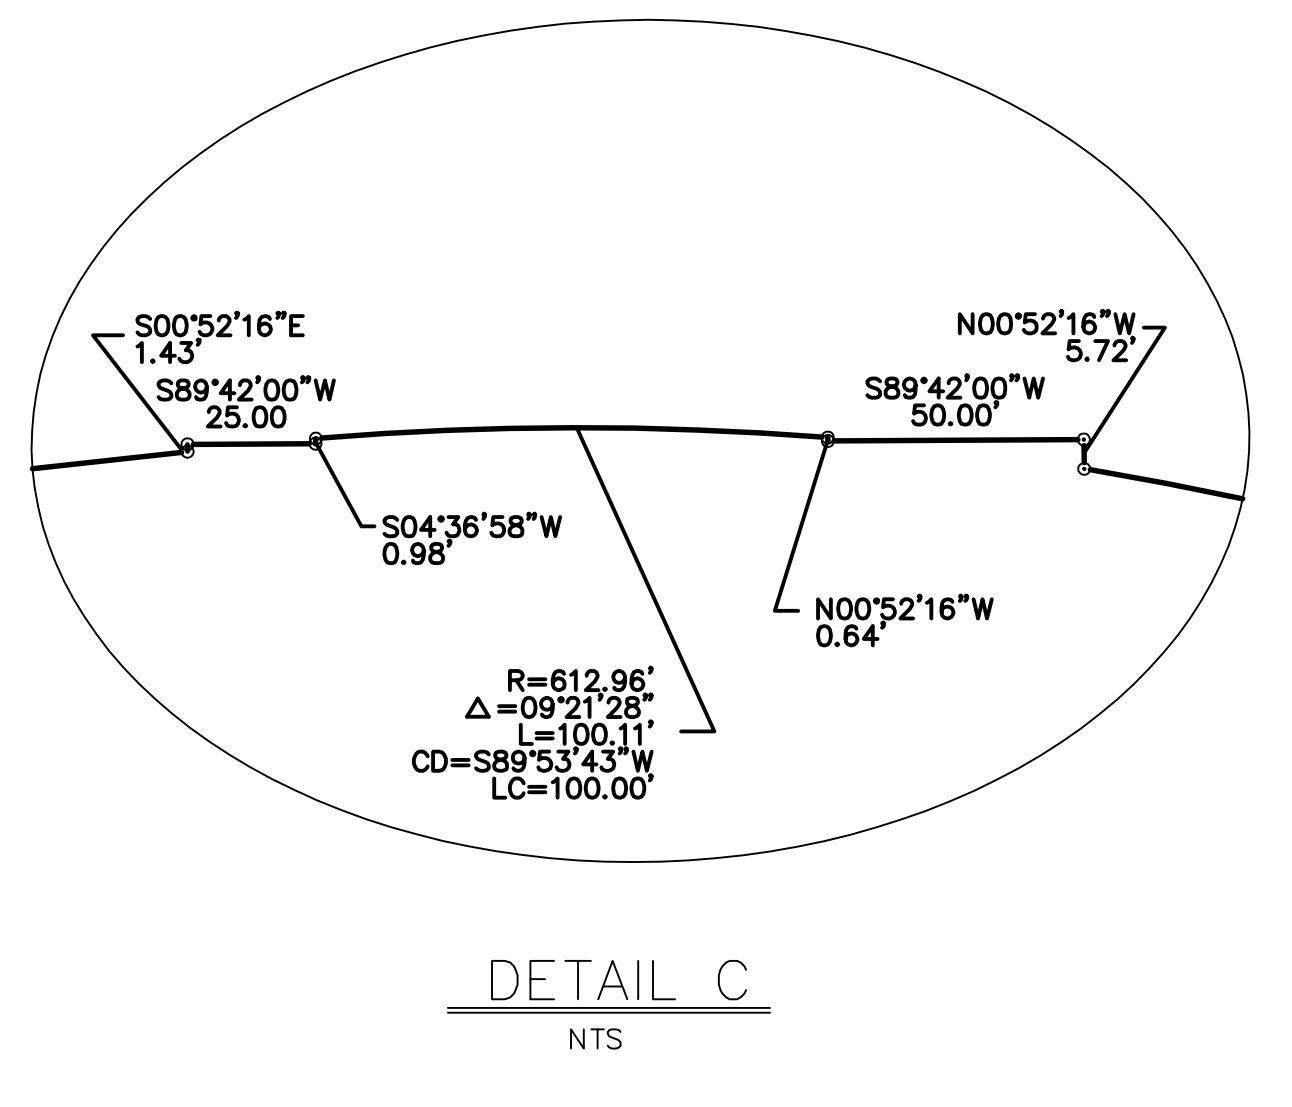 S00°52'16"E
1.43'
S89°42'00"W
25.00
N00°52'16"W
5.72'
S89°42'00"W
50.00'
S04°36'58"W
0.98'
N00°52'16"W
0.64'
R=612.96'
△=09°21'28"
L=100.11'
CD=S89°53'43"W
LC=100.00'
DETAIL C
NTS